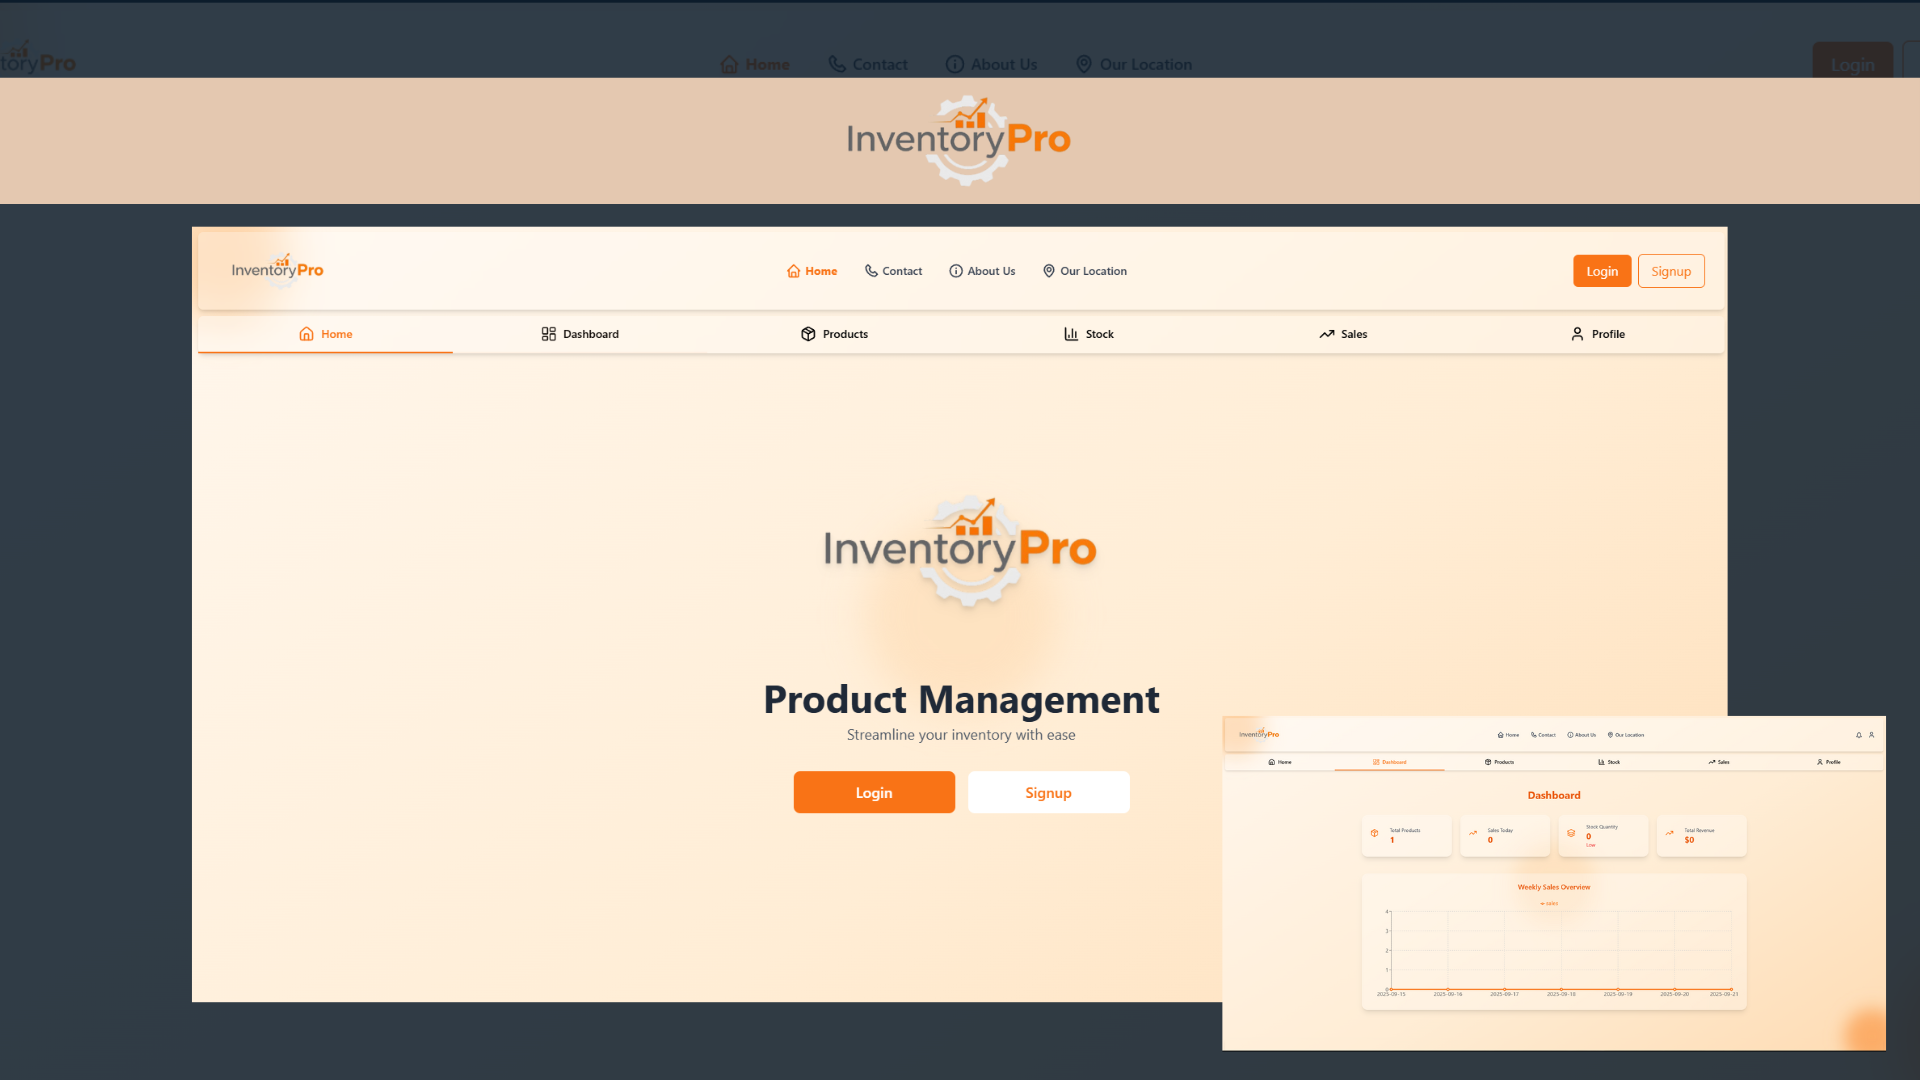 toryPro
Home Contact About Us Our Location
Login
InventoryPro
InventoryPro
Home Contact About Us Our Location
Login Signup
Home Dashboard Products Stock Sales Profile
InventoryPro
Product Management
Streamline your inventory with ease
Login Signup
InventoryPro
Home Contact About Us Our Location
Home Dashboard Products Stock Sales Profile
Dashboard
Total Products
1
Sales Today
0
Stock Quantity
0
Low
Total Revenue
$0
Weekly Sales Overview
sales
4
3
2
1
0
2025-09-15 2025-09-16 2025-09-17 2025-09-18 2025-09-19 2025-09-20 2025-09-21